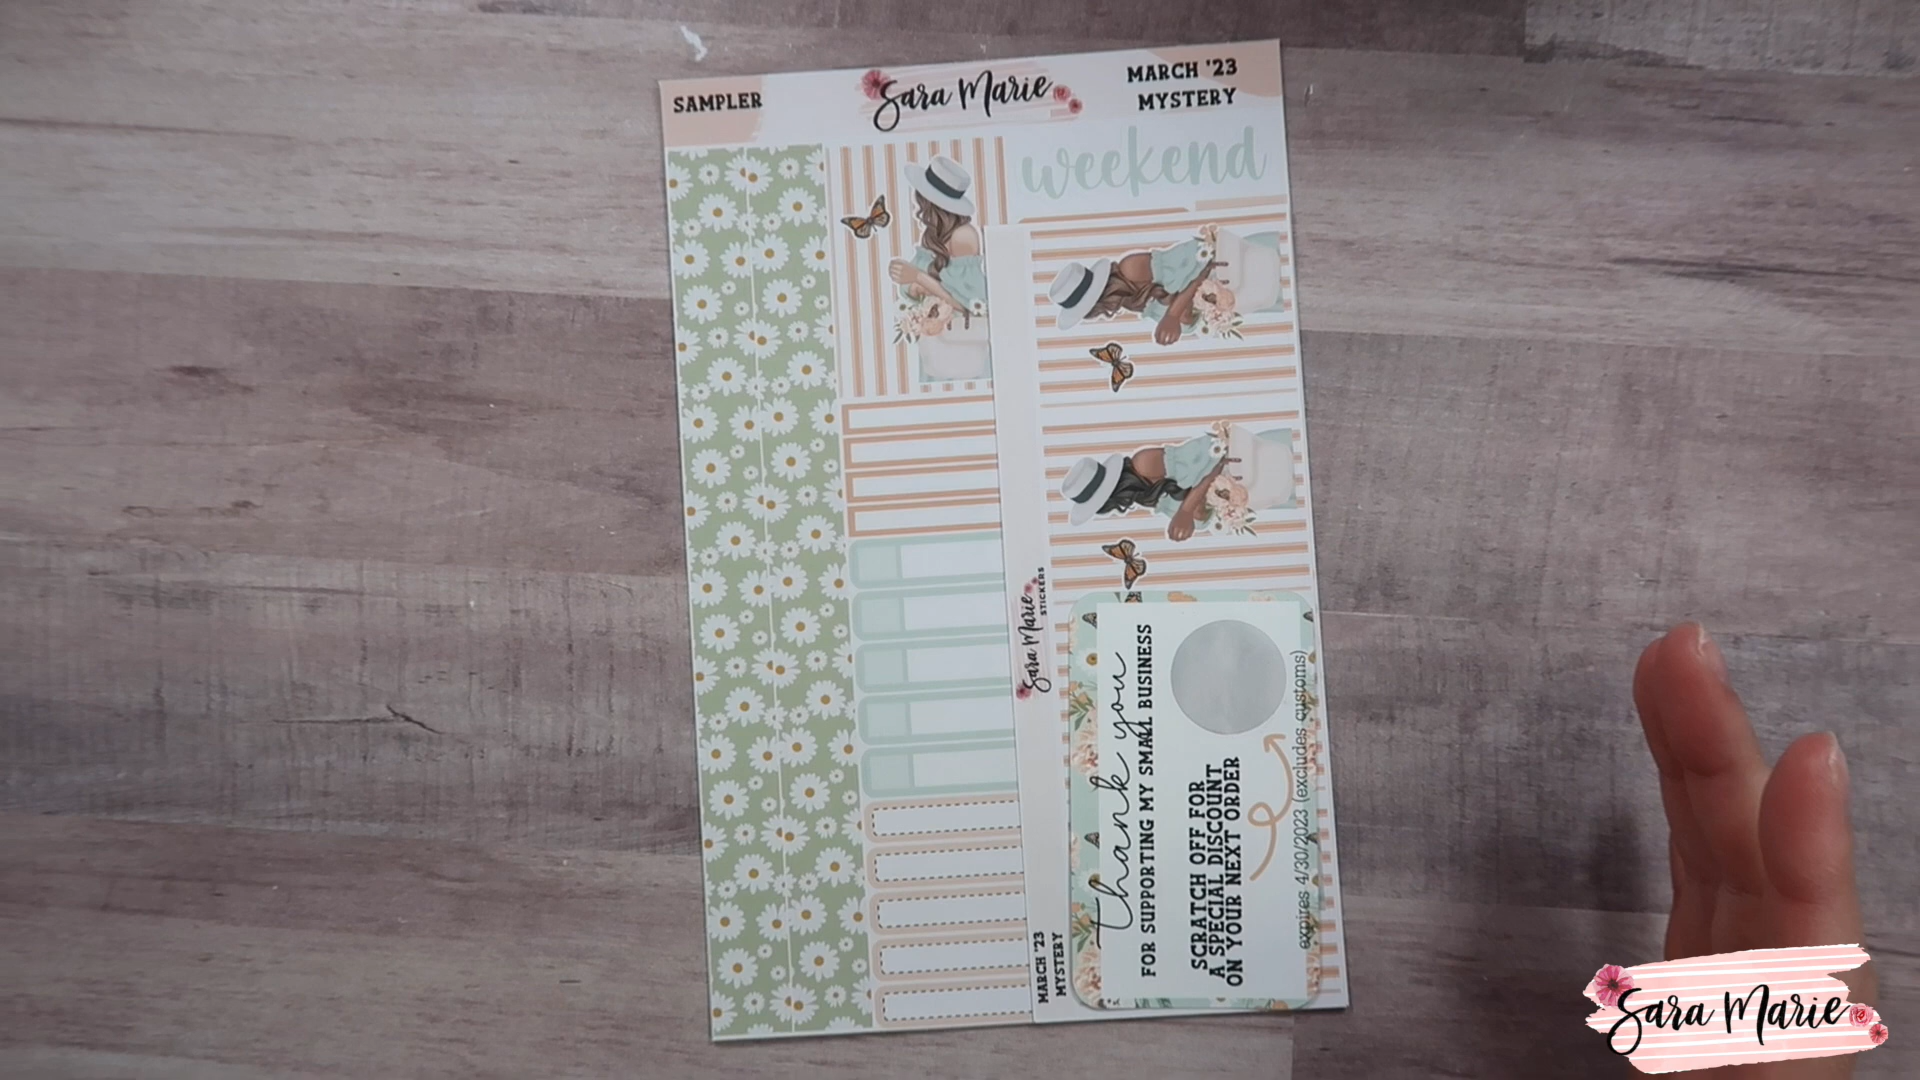 SAMPLER
Sara Marie
MARCH '23
MYSTERY
weekend
Sara Marie
STICKERS
MARCH '23
MYSTERY
thank you
FOR SUPPORTING MY SMALL BUSINESS
SCRATCH OFF FOR
A SPECIAL DISCOUNT
ON YOUR NEXT ORDER
expires 4/30/2023 (excludes customs)
Sara Marie